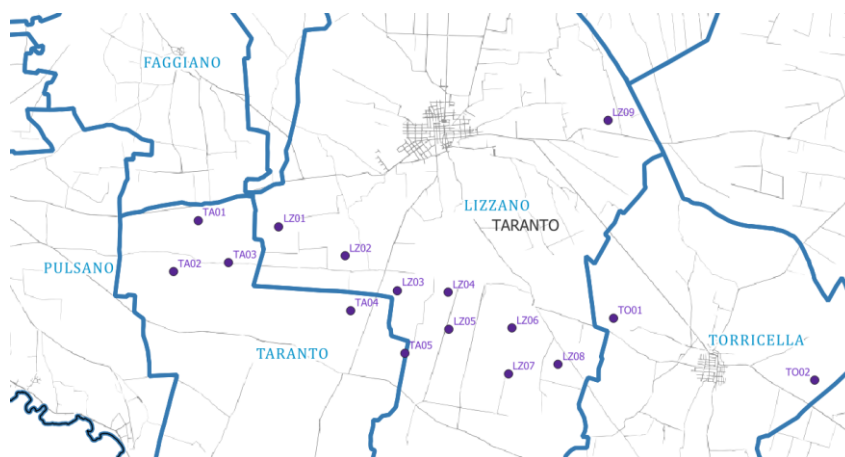 FAGGIANO
LZ09
LIZZANO
TARANTO
TA01
LZ01
LZ02
PULSANO
TA02
TA03
LZ03
LZ04
TA04
LZ05
LZ06
TO01
TORRICELLA
TARANTO
TA05
LZ07
LZ08
TO02